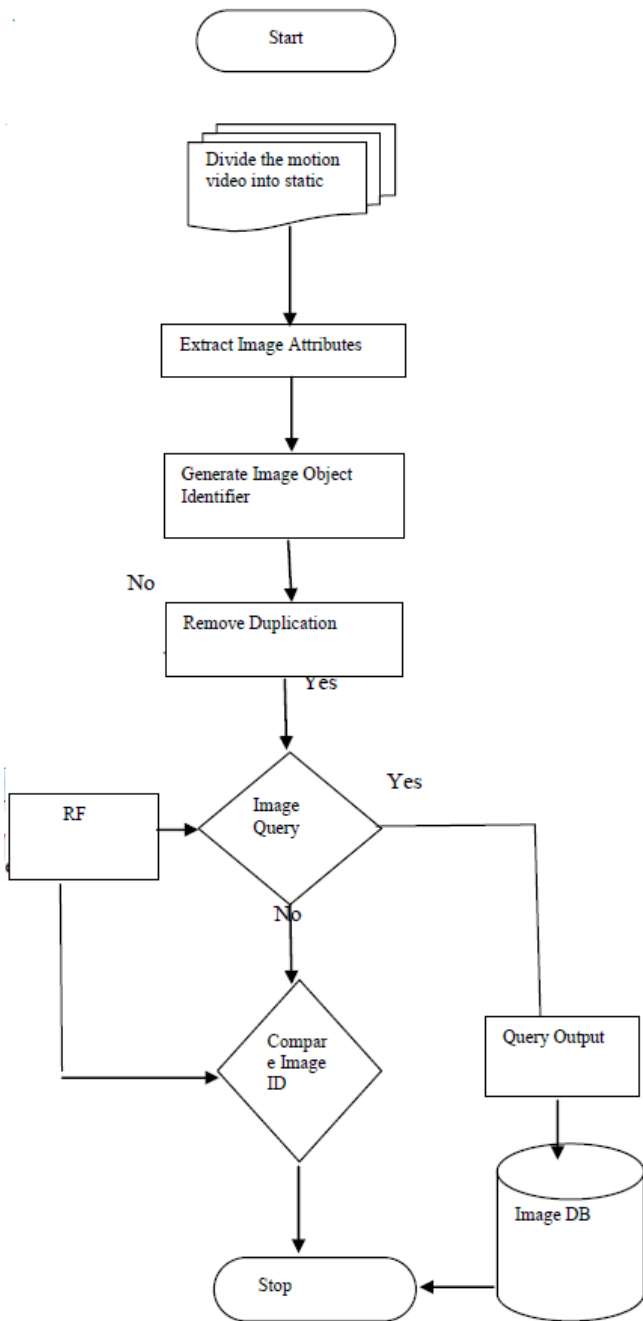 Start
Divide the motion
video into static
Extract Image Attributes
Generate Image Object
Identifier
No
Remove Duplication
Yes
Yes
RF
Image
Query
No
Compar
e Image
ID
Query Output
Image DB
Stop